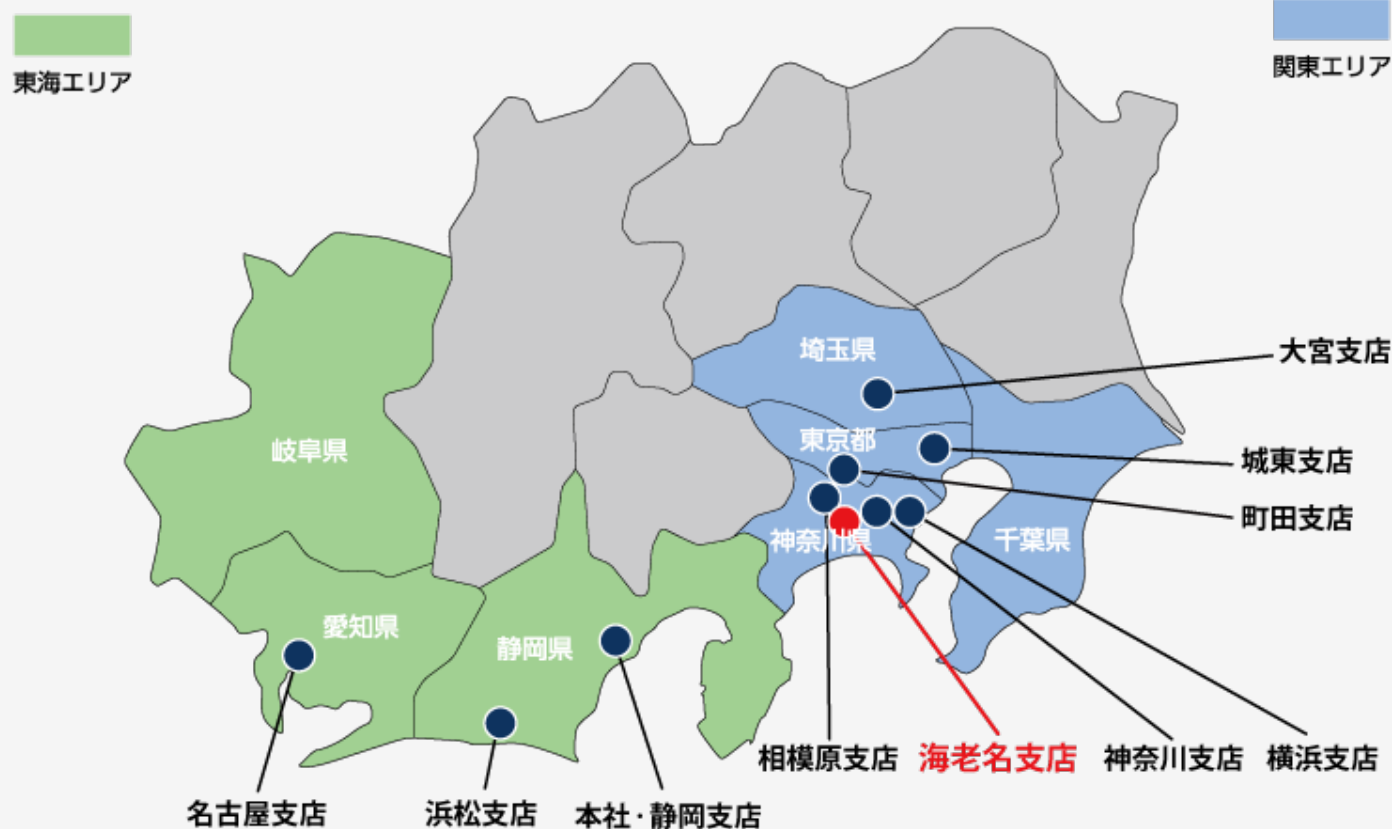 東海エリア
関東エリア
埼玉県
大宮支店
東京都
岐阜県
城東支店
町田支店
神奈川県
千葉県
愛知県
静岡県
相模原支店
海老名支店
神奈川支店
横浜支店
名古屋支店
浜松支店
本社・静岡支店